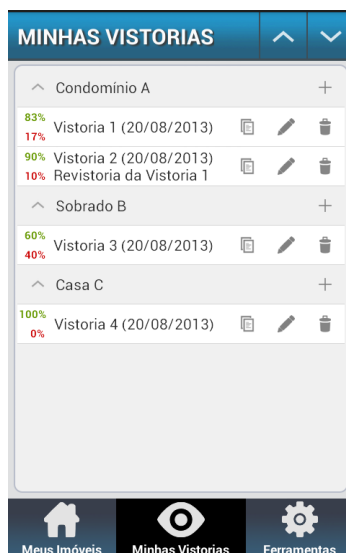 MINHAS VISTORIAS
Condomínio A
83%
17%
Vistoria 1 (20/08/2013)
90%
10%
Vistoria 2 (20/08/2013)
Revistoria da Vistoria 1
Sobrado B
60%
40%
Vistoria 3 (20/08/2013)
Casa C
100%
0%
Vistoria 4 (20/08/2013)
Meus Imóveis
Minhas Vistorias
Ferramentas